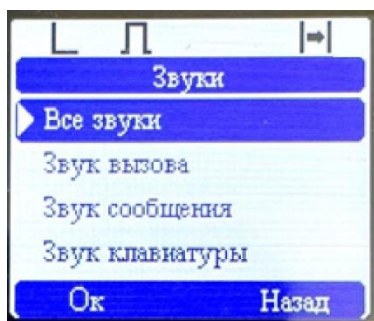 Звуки
Все звуки
Звук вызова
Звук сообщения
Звук клавиатуры
Ок Назад